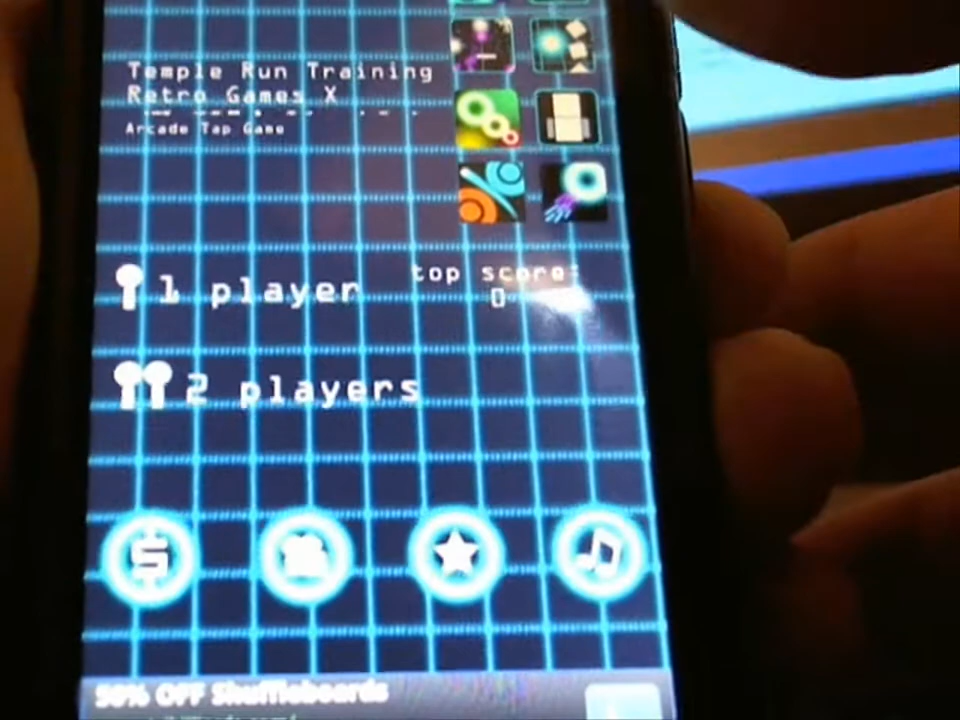 Temple Run Training
Retro Games X
Arcade Tap Game
1 player
top score:
0
2 players
50% OFF Shuffleboards